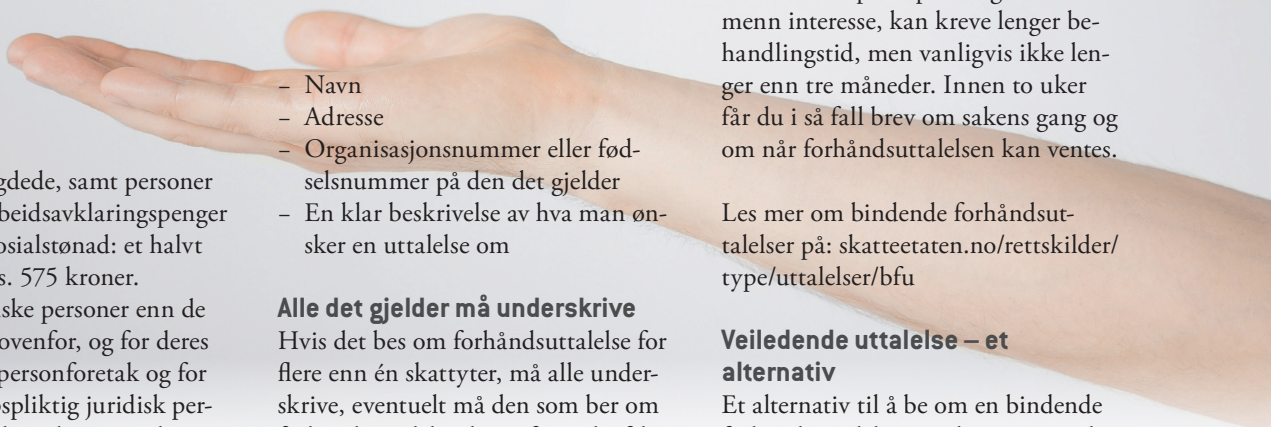 gdede, samt personer
beidsavklaringspenger
osialstønad: et halvt
s. 575 kroner.
iske personer enn de
ovenfor, og for deres
personforetak og for
spliktig juridisk per-
– Navn
– Adresse
– Organisasjonsnummer eller fød-
selsnummer på den det gjelder
– En klar beskrivelse av hva man øn-
sker en uttalelse om
Alle det gjelder må underskrive
Hvis det bes om forhåndsuttalelse for
flere enn én skattyter, må alle under-
skrive, eventuelt må den som ber om
menn interesse, kan kreve lenger be-
handlingstid, men vanligvis ikke len-
ger enn tre måneder. Innen to uker
får du i så fall brev om sakens gang og
om når forhåndsuttalelsen kan ventes.
Les mer om bindende forhåndsut-
talelser på: skatteetaten.no/rettskilder/
type/uttalelser/bfu
Veiledende uttalelse – et
alternativ
Et alternativ til å be om en bindende